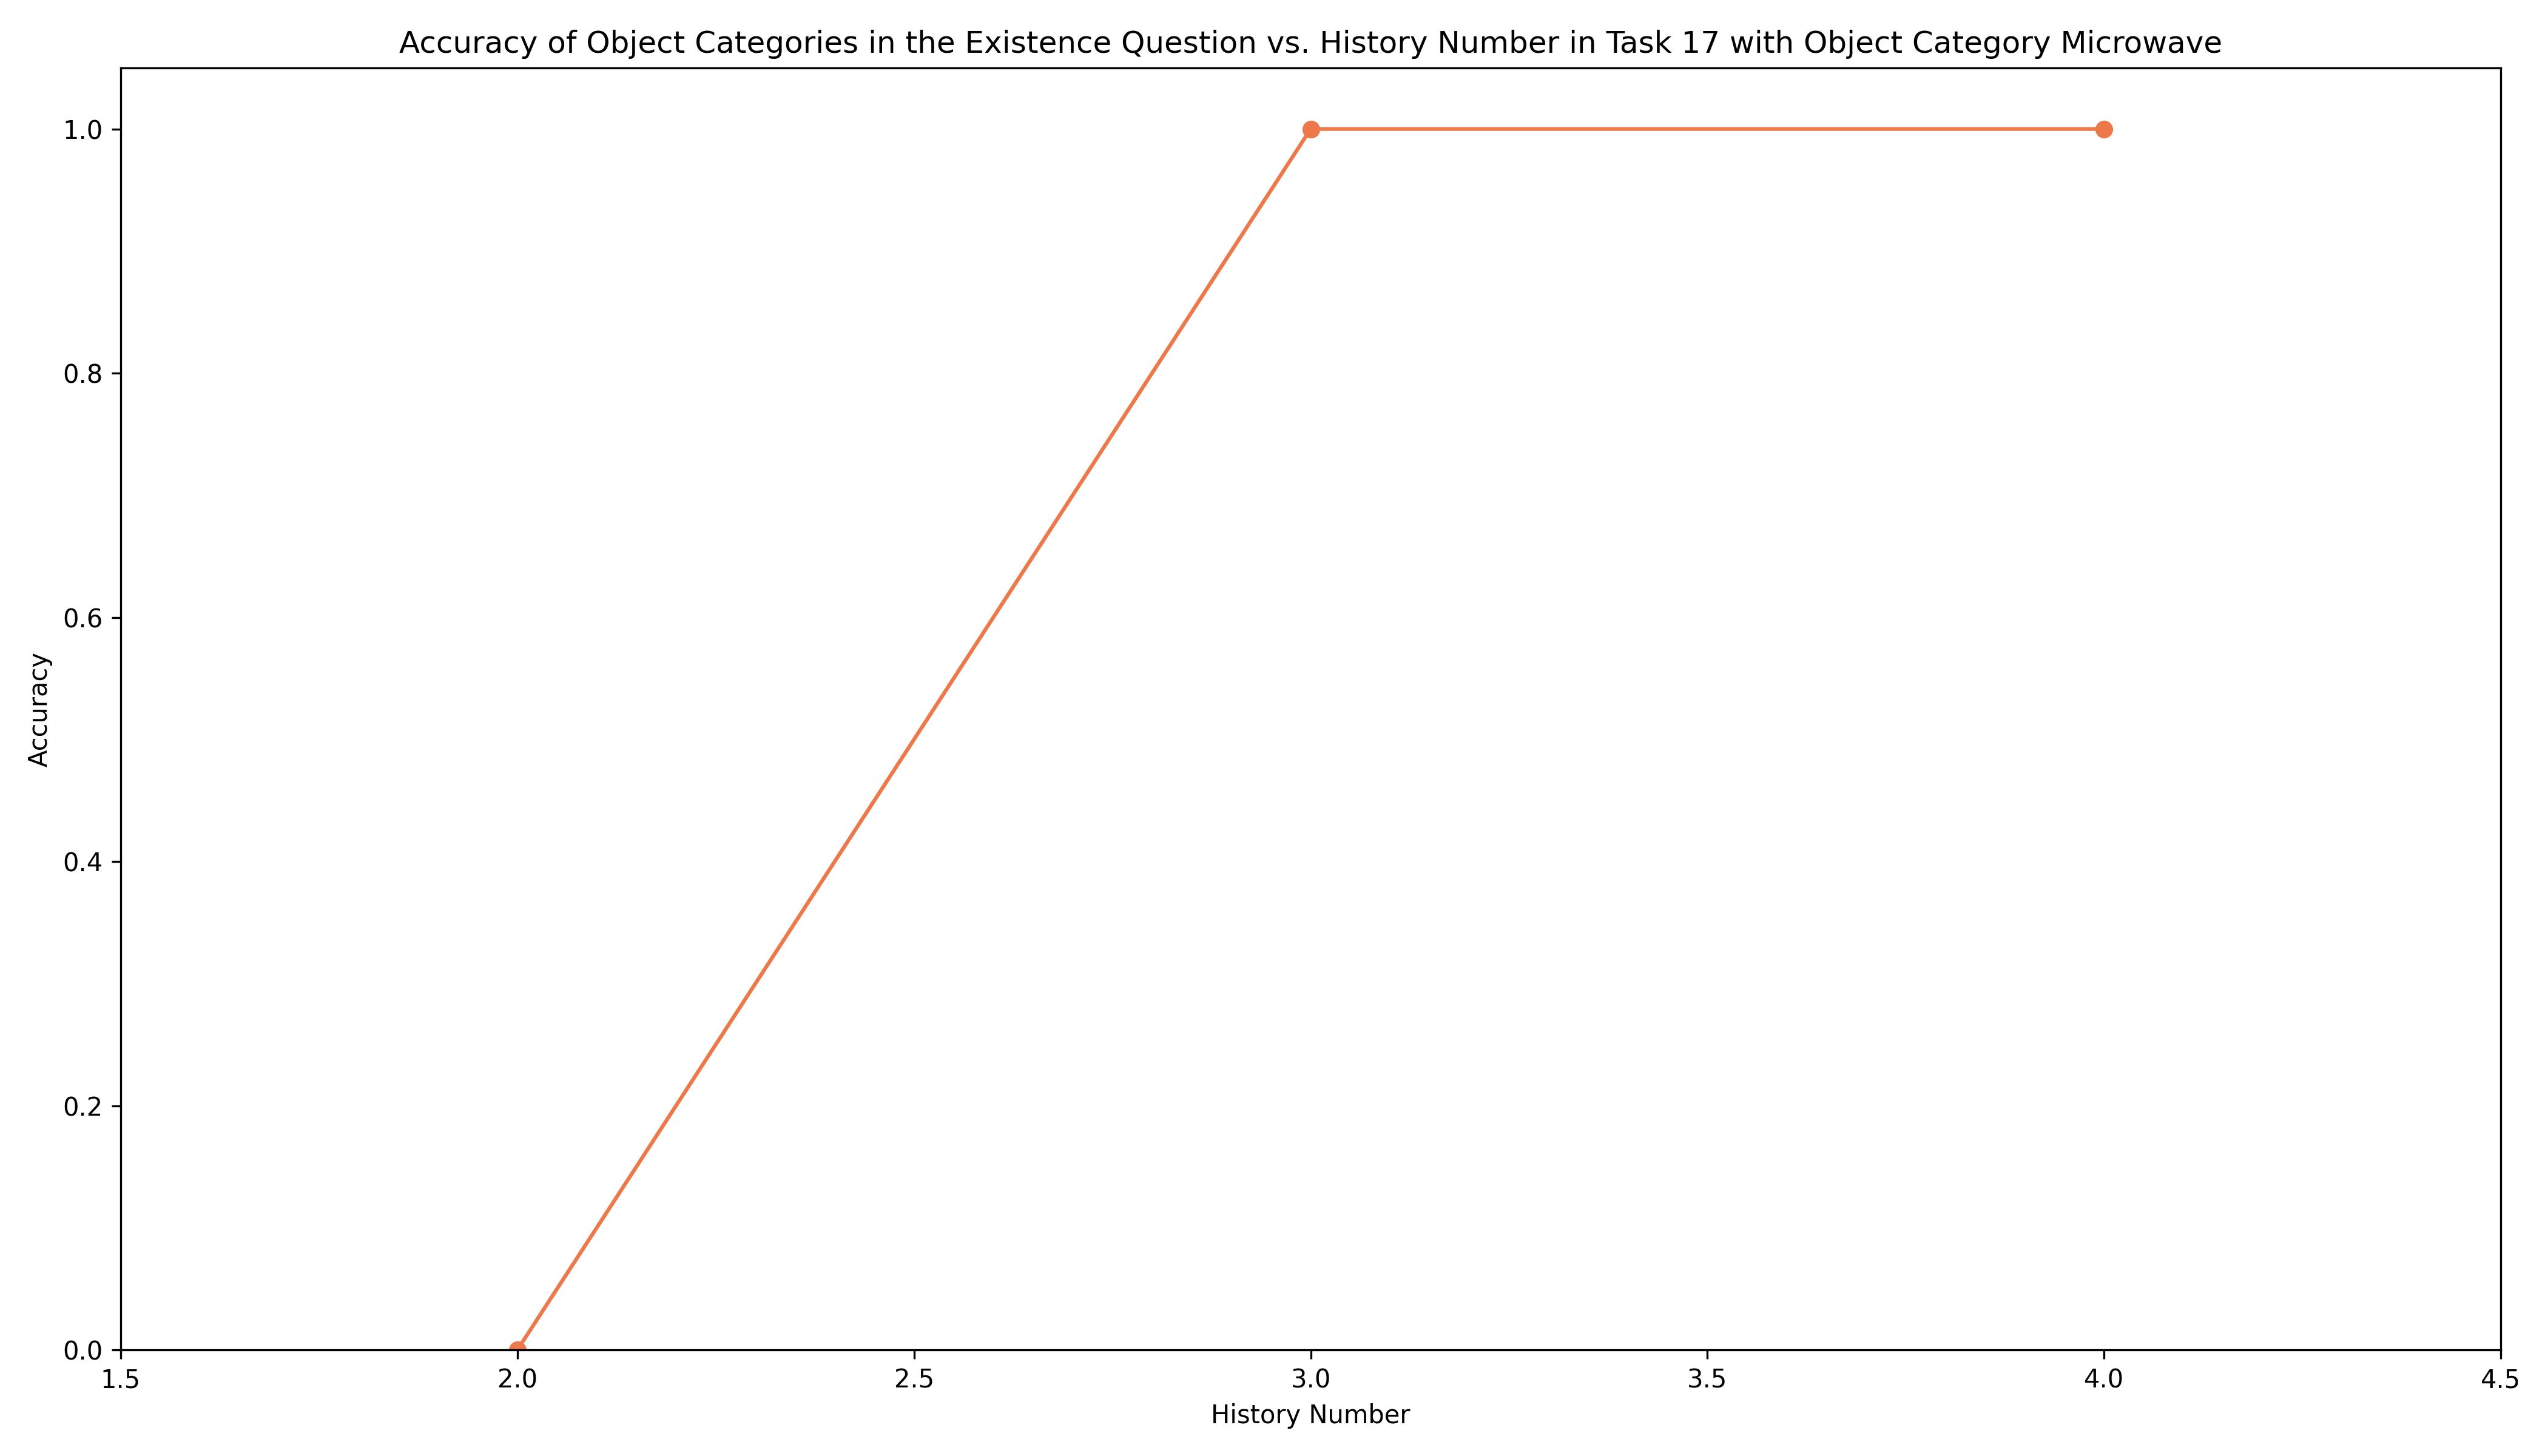 Accuracy of Object Categories in the Existence Question vs. History Number in Task 17 with Object Category Microwave
1.0
0.8
0.6
0.4
0.2
0.0
Accuracy
1.5 2.0 2.5 3.0 3.5 4.0 4.5
History Number